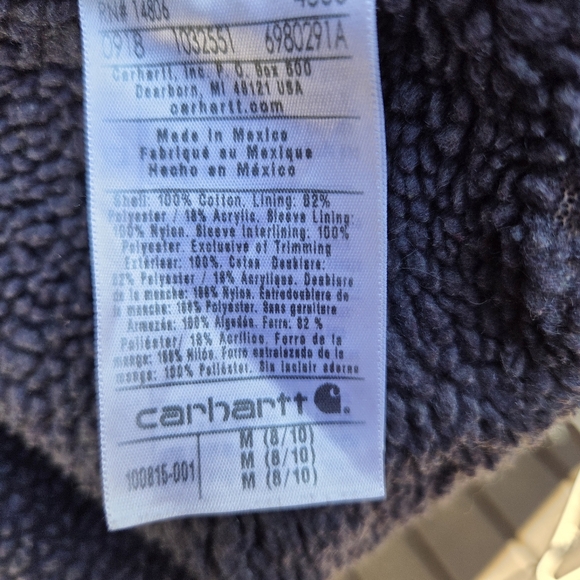 RN# 14806
0918 1032551 6980291A
Carhartt, Inc. P. O. Box 600
Dearborn, MI 48121 USA
carhartt.com
Made in Mexico
Fabriqué au Mexique
Hecho en México
Shell: 100% Cotton, Lining: 82%
Polyester / 18% Acrylic, Sleeve Lining:
100% Nylon, Sleeve Interlining: 100%
Polyester. Exclusive of Trimming
Extérieur: 100%. Coton, Doublure:
82% Polyester / 18% Acrylique. Doublure
de la manche: 100% Nylon. Entredoublure de
la manche: 100% Polyester. Sans garniture
Armazón: 100% Algodón. Forro: 82 %
Poliéster/ 18% Acrílico. Forro de la
manga: 100% Nilón. Forro entrelazado de la
manga: 100% Poliéster. Sin incluir adorno
carhartt
100815-001
M (8/10)
M (8/10)
M (8/10)